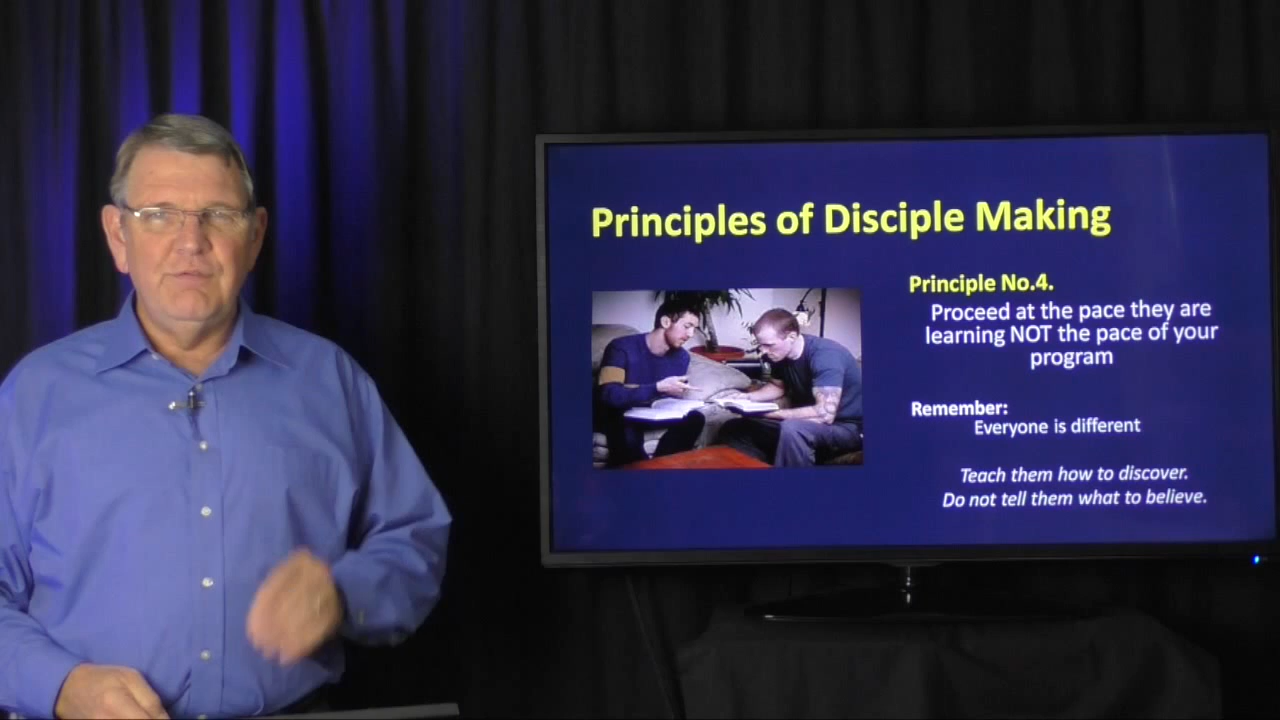 Principles of Disciple Making
Principle No.4.
Proceed at the pace they are
learning NOT the pace of your
program
Remember:
Everyone is different
Teach them how to discover.
Do not tell them what to believe.